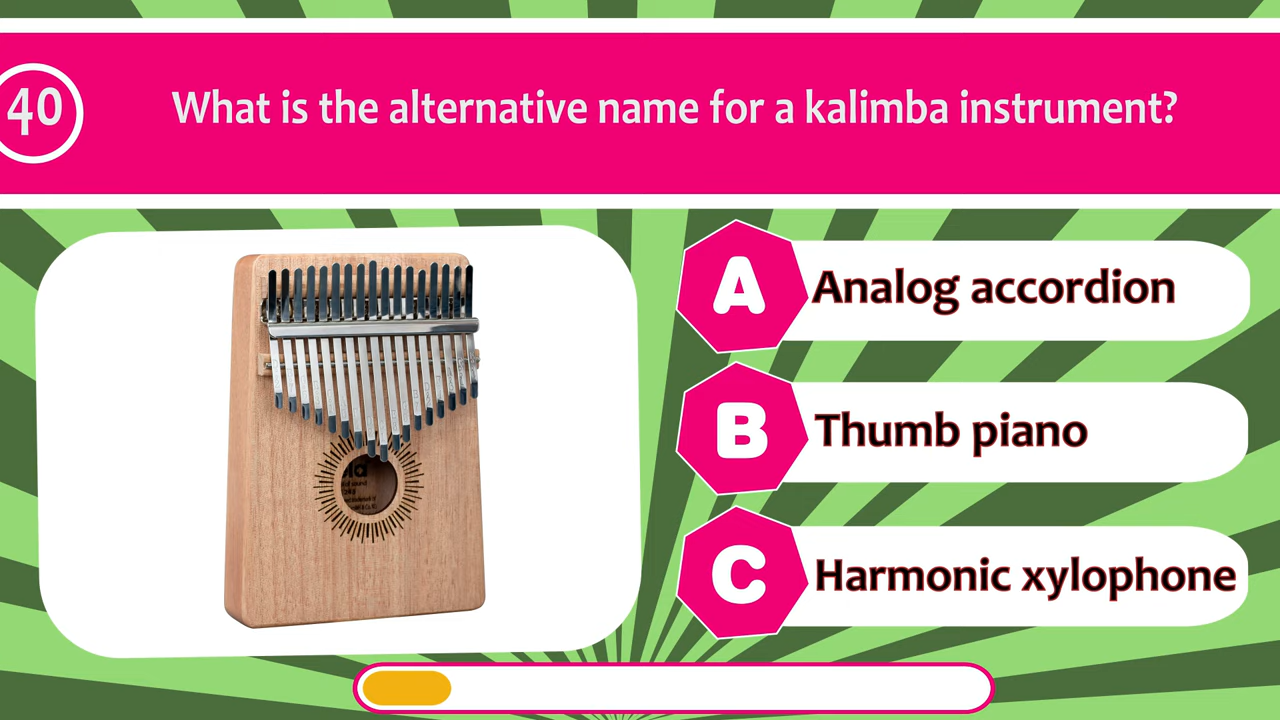 40
What is the alternative name for a kalimba instrument?
A
Analog accordion
B
Thumb piano
C
Harmonic xylophone